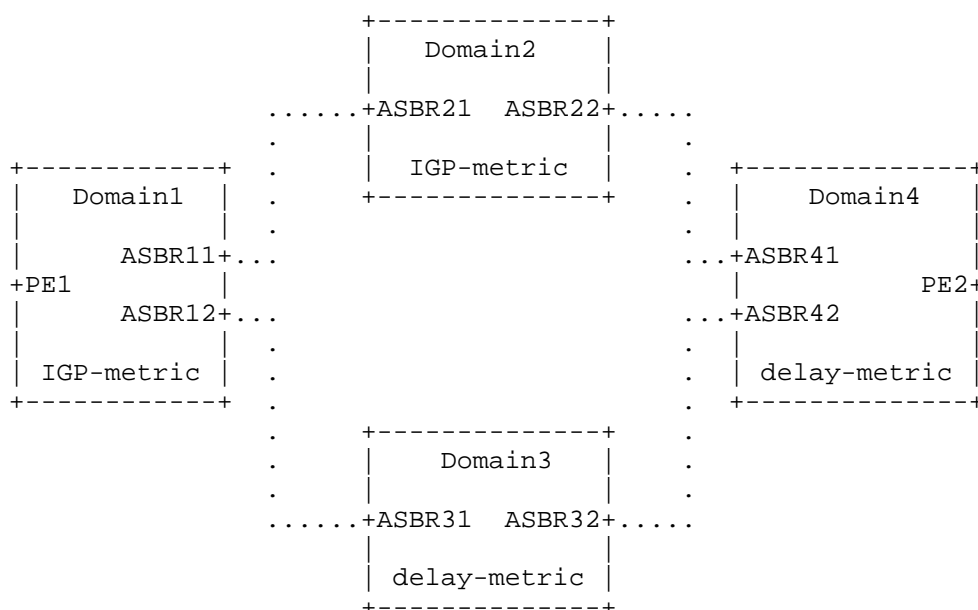 Domain2
ASBR21 ASBR22
IGP-metric
Domain1
Domain4
ASBR11
ASBR41
PE1
PE2
ASBR12
ASBR42
IGP-metric
delay-metric
Domain3
ASBR31 ASBR32
delay-metric